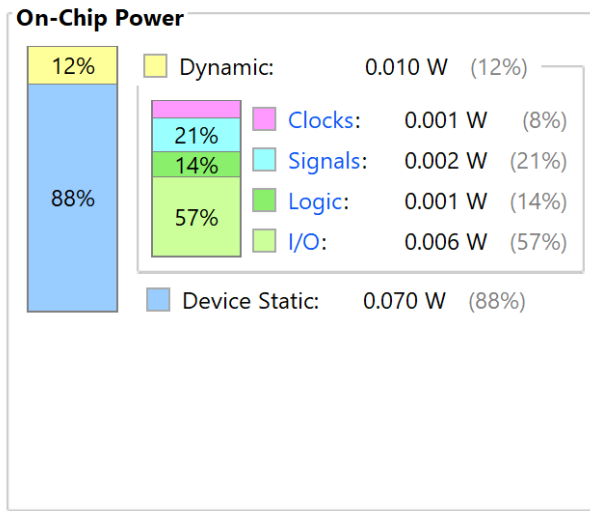 On-Chip Power
12%
Dynamic: 0.010 W (12%)
88%
21%
14%
57%
Clocks: 0.001 W (8%)
Signals: 0.002 W (21%)
Logic: 0.001 W (14%)
I/O: 0.006 W (57%)
Device Static: 0.070 W (88%)